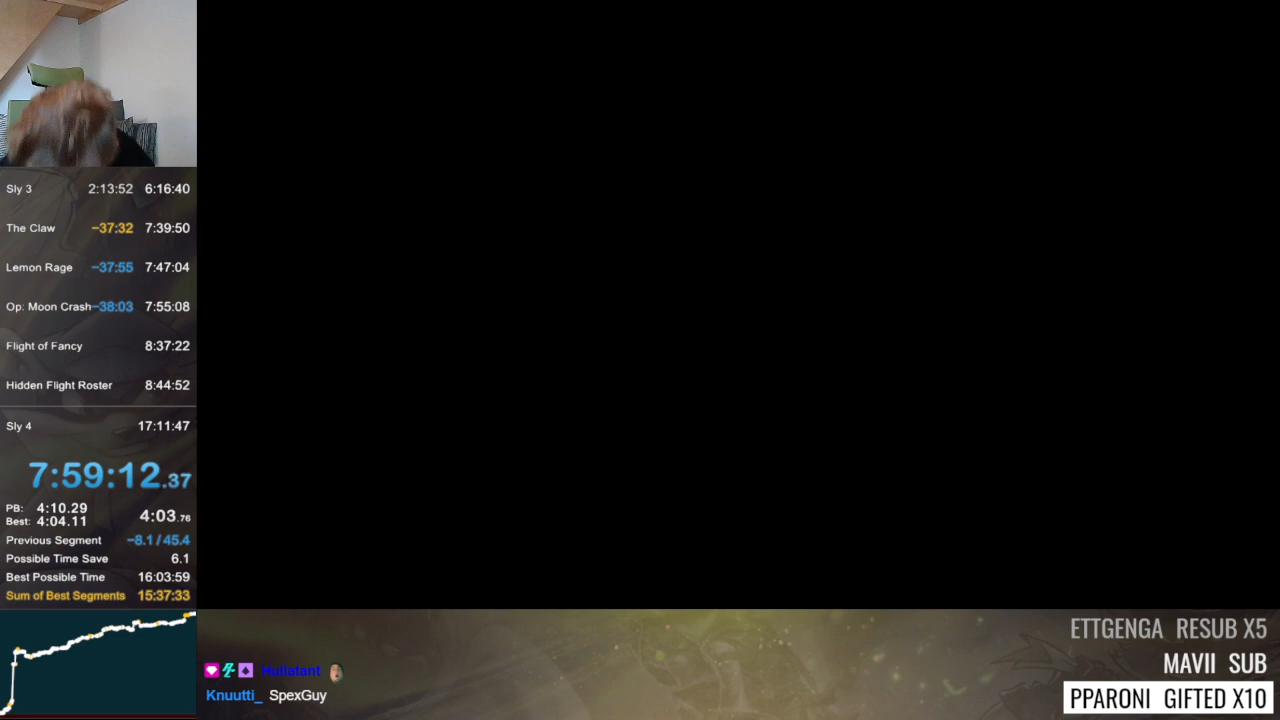 Sly 3 2:13:52 6:16:40
The Claw −37:32 7:39:50
Lemon Rage −37:55 7:47:04
Op: Moon Crash −38:03 7:55:08
Flight of Fancy 8:37:22
Hidden Flight Roster 8:44:52
Sly 4 17:11:47
7:59:12.37
PB: 4:10.29
Best: 4:04.11
4:03.76
Previous Segment −8.1 / 45.4
Possible Time Save 6.1
Best Possible Time 16:03:59
Sum of Best Segments 15:37:33
Hullatant
Knuutti_ SpexGuy
ETTGENGA RESUB X5
MAVII SUB
PPARONI GIFTED X10